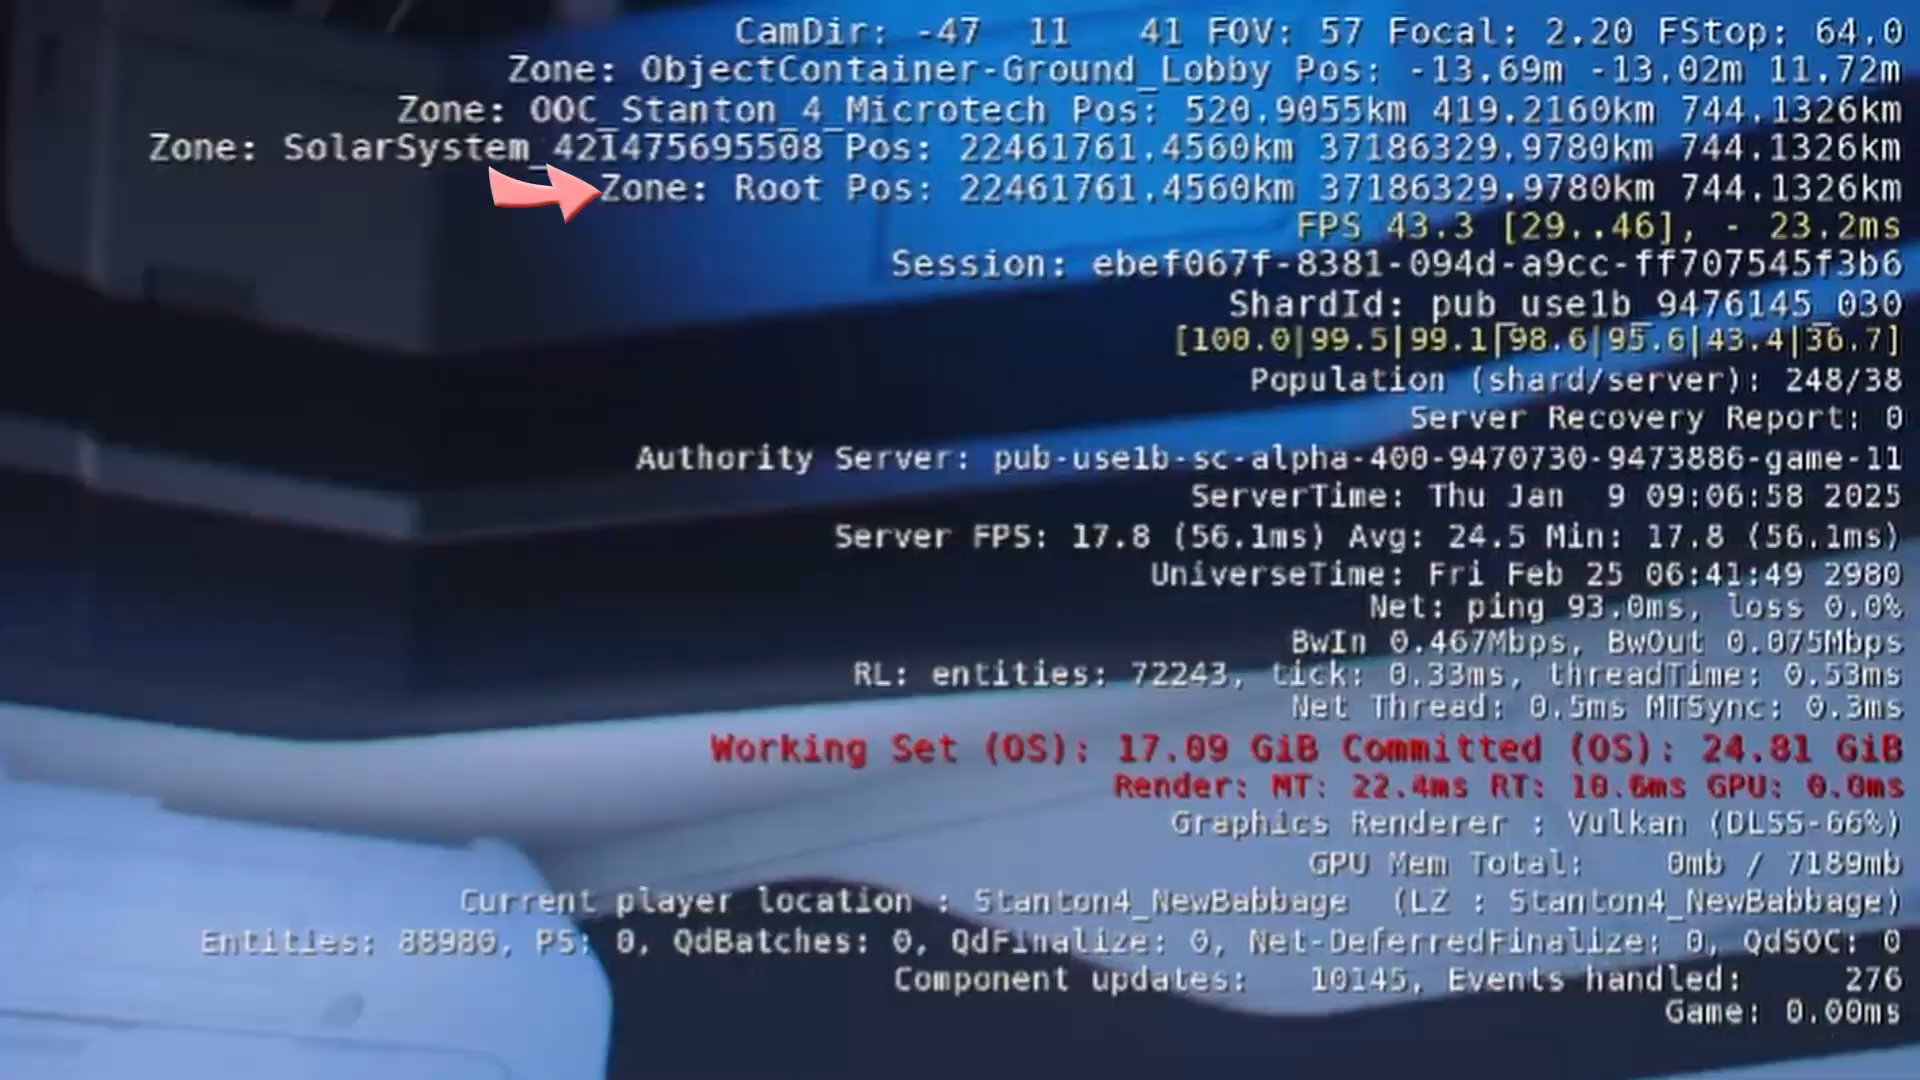 CamDir: -47 11 41 FOV: 57 Focal: 2.20 FStop: 64.0
Zone: ObjectContainer-Ground_Lobby Pos: -13.69m -13.02m 11.72m
Zone: OOC_Stanton_4_Microtech Pos: 520.9055km 419.2160km 744.1326km
Zone: SolarSystem_421475695508 Pos: 22461761.4560km 37186329.9780km 744.1326km
Zone: Root Pos: 22461761.4560km 37186329.9780km 744.1326km
FPS 43.3 [29..46], - 23.2ms
Session: ebef067f-8381-094d-a9cc-ff707545f3b6
ShardId: pub_use1b_9476145_030
[100.0|99.5|99.1|98.6|95.6|43.4|36.7]
Population (shard/server): 248/38
Server Recovery Report: 0
Authority Server: pub-use1b-sc-alpha-400-9470730-9473886-game-11
ServerTime: Thu Jan 9 09:06:58 2025
Server FPS: 17.8 (56.1ms) Avg: 24.5 Min: 17.8 (56.1ms)
UniverseTime: Fri Feb 25 06:41:49 2980
Net: ping 93.0ms, loss 0.0%
BwIn 0.467Mbps, BwOut 0.075Mbps
RL: entities: 72243, tick: 0.33ms, threadTime: 0.53ms
Net Thread: 0.5ms MTSync: 0.3ms
Working Set (OS): 17.09 GiB Committed (OS): 24.81 GiB
Render: MT: 22.4ms RT: 10.6ms GPU: 0.0ms
Graphics Renderer : Vulkan (DLSS-66%)
GPU Mem Total: 0mb / 7189mb
Current player location : Stanton4_NewBabbage (LZ : Stanton4_NewBabbage)
Entities: 88980, PS: 0, QdBatches: 0, QdFinalize: 0, Net-DeferredFinalize: 0, QdSOC: 0
Component updates: 10145, Events handled: 276
Game: 0.00ms